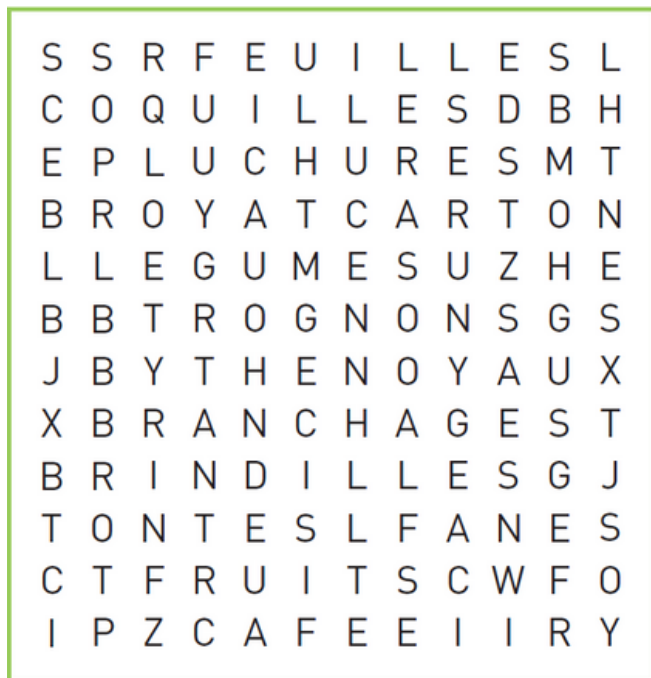 S S R F E U I L L E S L
C O Q U I L L E S D B H
E P L U C H U R E S M T
B R O Y A T C A R T O N
L L E G U M E S U Z H E
B B T R O G N O N S G S
J B Y T H E N O Y A U X
X B R A N C H A G E S T
B R I N D I L L E S G J
T O N T E S L F A N E S
C T F R U I T S C W F O
I P Z C A F E E I I R Y